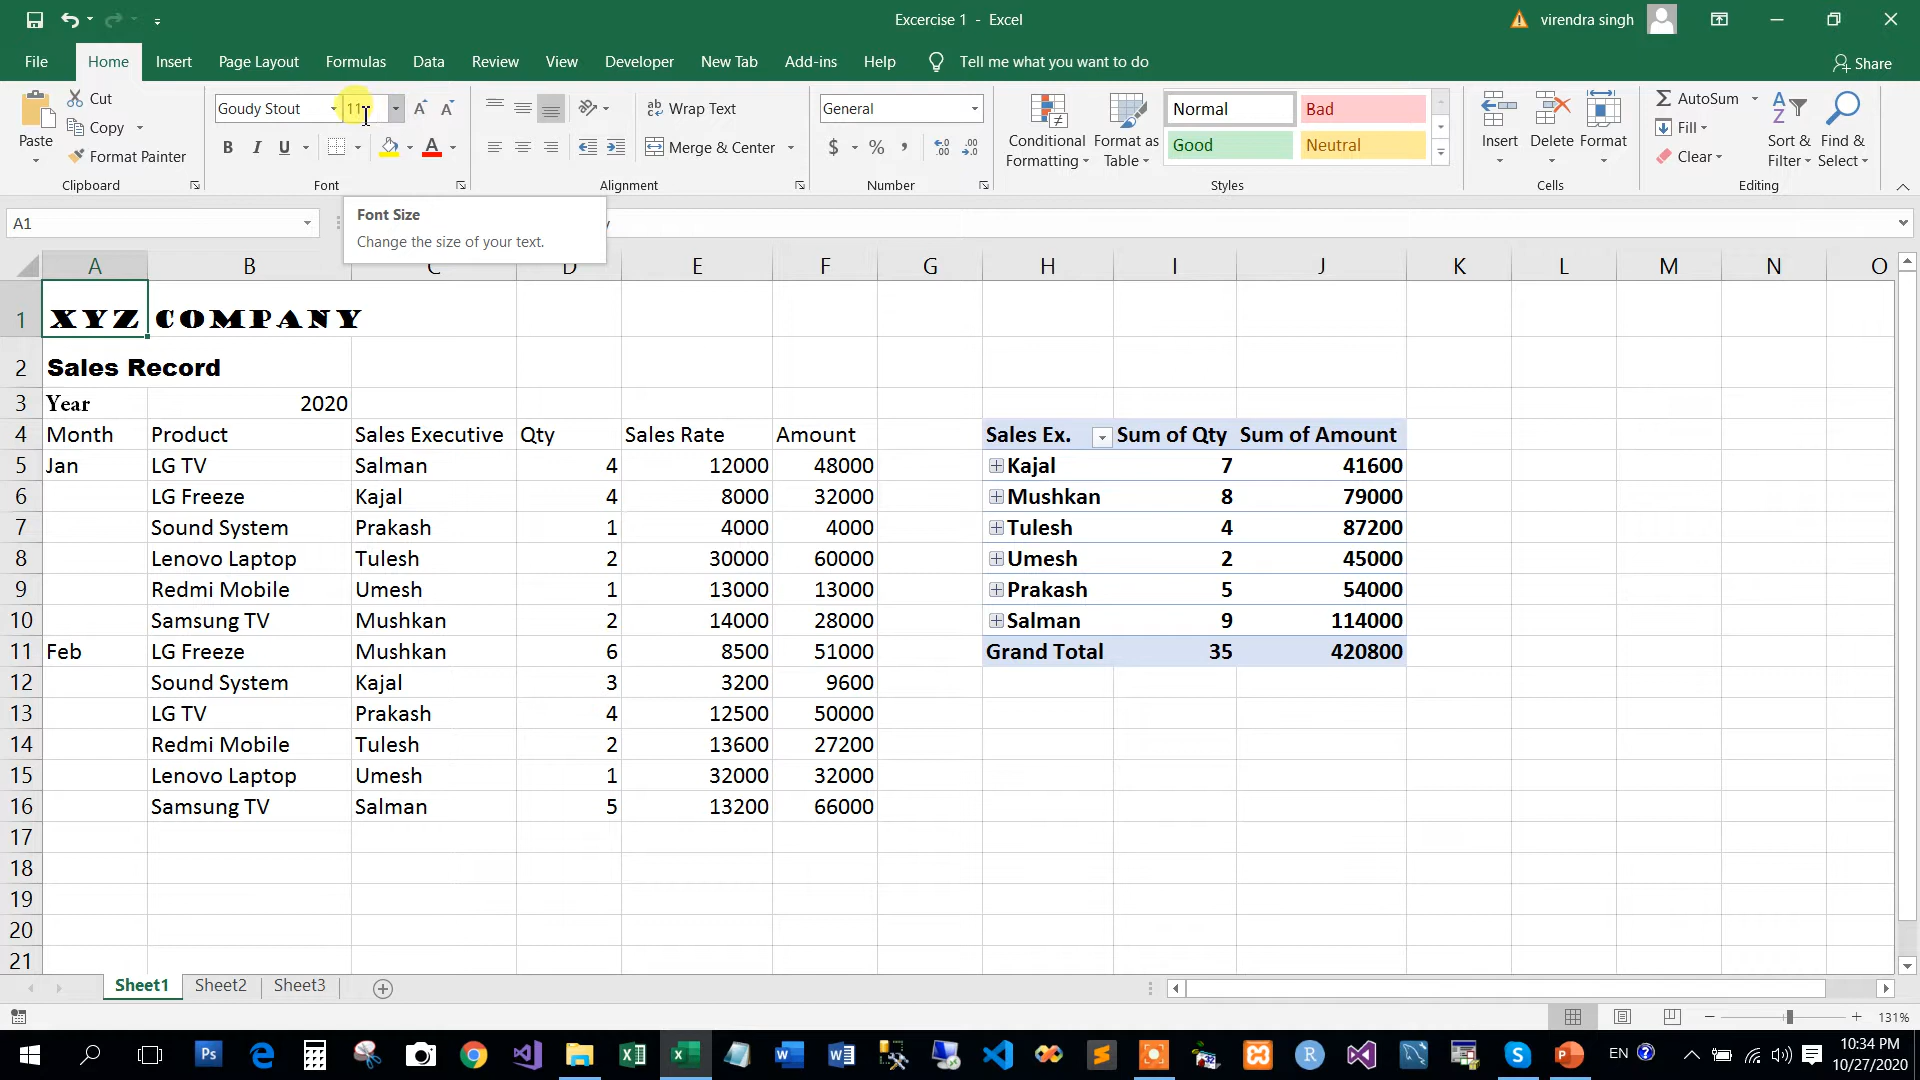 Excercise 1 - Excel
virendra singh
File Home Insert Page Layout Formulas Data Review View Developer New Tab Add-ins Help Tell me what you want to do Share
Paste
Cut
Copy
Format Painter
Clipboard
Goudy Stout 11
B I U
Font
Wrap Text
Merge & Center
Alignment
General
$ % ,
Number
Conditional Formatting
Format as Table
Normal Bad
Good Neutral
Styles
Insert Delete Format
Cells
AutoSum
Fill
Clear
Sort & Filter
Find & Select
Editing
A1
Font Size
Change the size of your text.
A B C D E F G H I J K L M N O
1 XYZ COMPANY
2 Sales Record
3 Year 2020
4 Month Product Sales Executive Qty Sales Rate Amount Sales Ex. Sum of Qty Sum of Amount
5 Jan LG TV Salman 4 12000 48000 Kajal 7 41600
6 LG Freeze Kajal 4 8000 32000 Mushkan 8 79000
7 Sound System Prakash 1 4000 4000 Tulesh 4 87200
8 Lenovo Laptop Tulesh 2 30000 60000 Umesh 2 45000
9 Redmi Mobile Umesh 1 13000 13000 Prakash 5 54000
10 Samsung TV Mushkan 2 14000 28000 Salman 9 114000
11 Feb LG Freeze Mushkan 6 8500 51000 Grand Total 35 420800
12 Sound System Kajal 3 3200 9600
13 LG TV Prakash 4 12500 50000
14 Redmi Mobile Tulesh 2 13600 27200
15 Lenovo Laptop Umesh 1 32000 32000
16 Samsung TV Salman 5 13200 66000
17
18
19
20
21
Sheet1 Sheet2 Sheet3
131%
EN
10:34 PM
10/27/2020